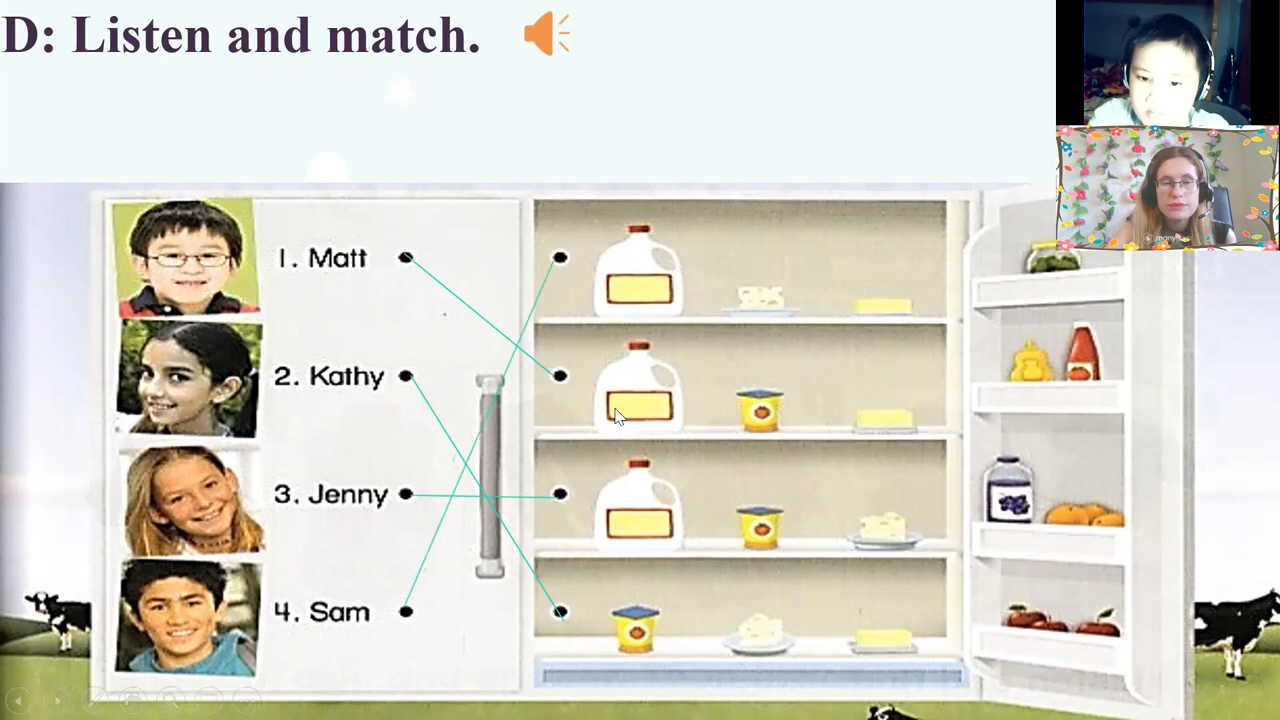 D: Listen and match.
1. Matt
2. Kathy
3. Jenny
4. Sam